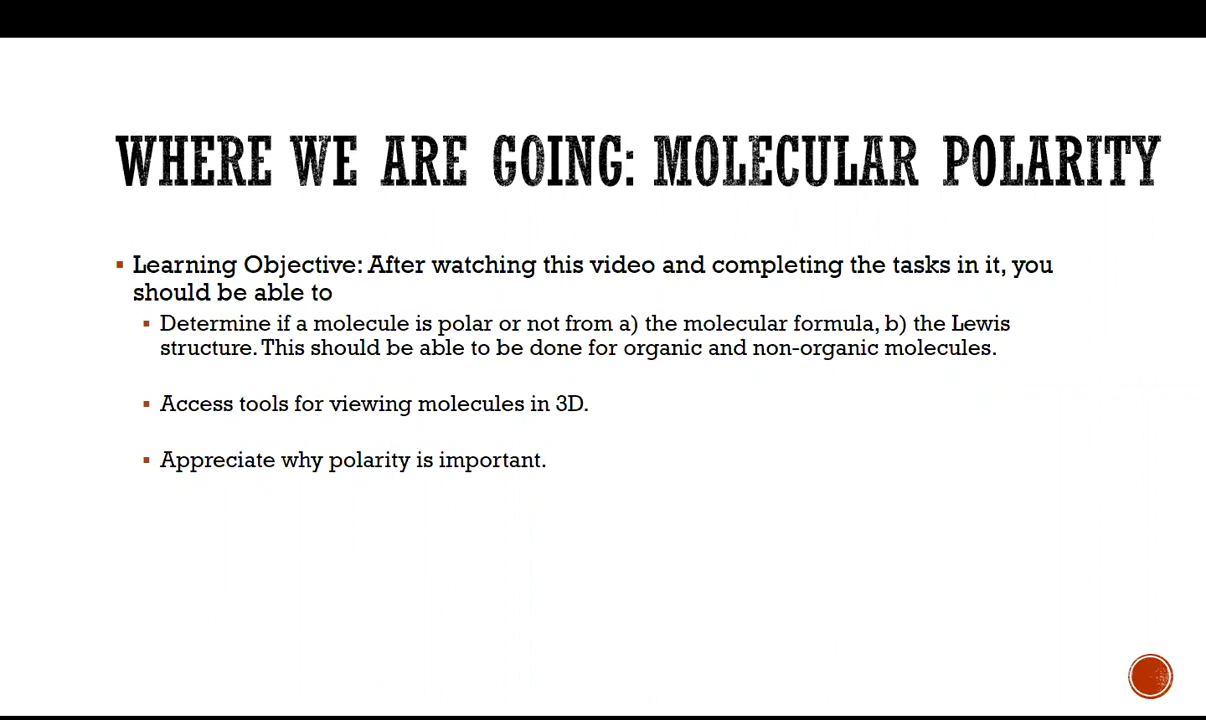 WHERE WE ARE GOING: MOLECULAR POLARITY
Learning Objective: After watching this video and completing the tasks in it, you
should be able to
Determine if a molecule is polar or not from a) the molecular formula, b) the Lewis
structure. This should be able to be done for organic and non-organic molecules.
Access tools for viewing molecules in 3D.
Appreciate why polarity is important.